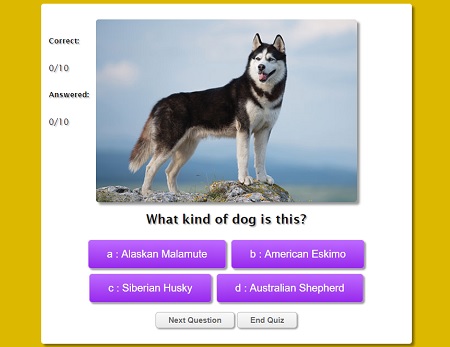 Correct:
0/10
Answered:
0/10
What kind of dog is this?
a : Alaskan Malamute
b : American Eskimo
c : Siberian Husky
d : Australian Shepherd
Next Question
End Quiz